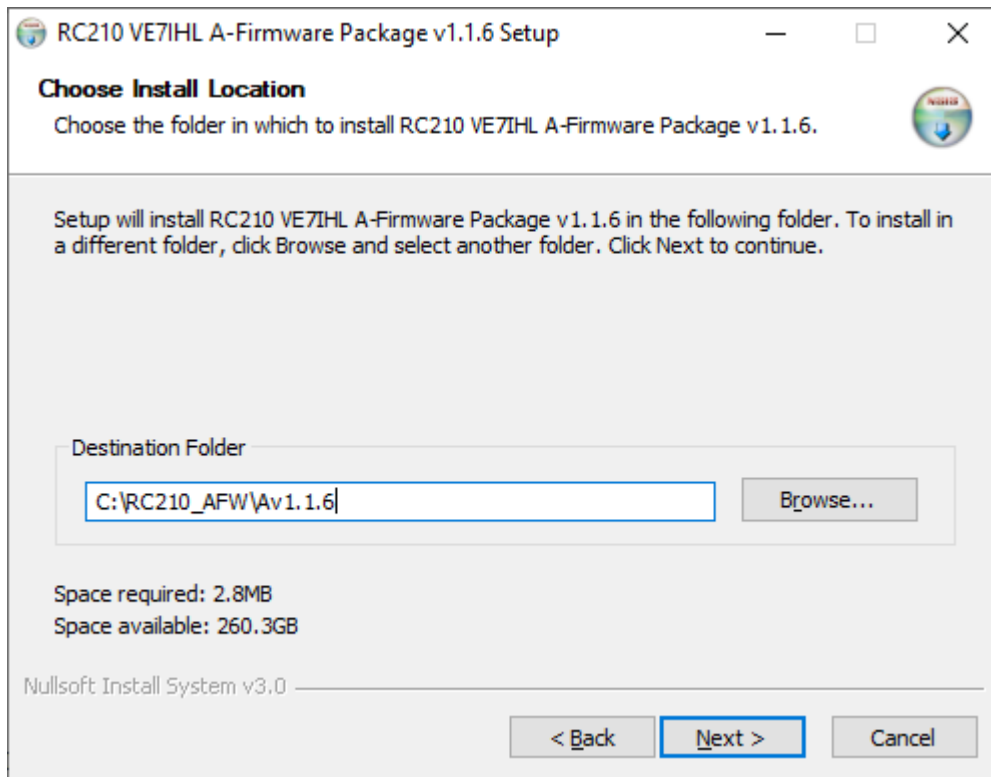 RC210 VE7IHL A-Firmware Package v1.1.6 Setup
Choose Install Location
Choose the folder in which to install RC210 VE7IHL A-Firmware Package v1.1.6.
NSIS
Setup will install RC210 VE7IHL A-Firmware Package v1.1.6 in the following folder. To install in
a different folder, click Browse and select another folder. Click Next to continue.
Destination Folder
C:\RC210_AFW\Av1.1.6
Browse...
Space required: 2.8MB
Space available: 260.3GB
Nullsoft Install System v3.0
< Back
Next >
Cancel